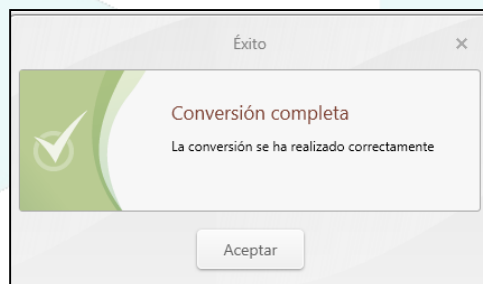 Éxito
Conversión completa
La conversión se ha realizado correctamente
Aceptar